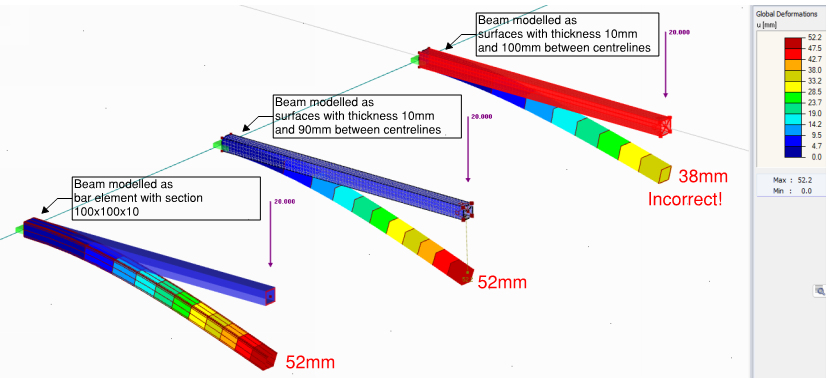 Beam modelled as
surfaces with thickness 10mm
and 100mm between centrelines
20.000
38mm
Incorrect!
Beam modelled as
surfaces with thickness 10mm
and 90mm between centrelines
20.000
52mm
Beam modelled as
bar element with section
100x100x10
20.000
52mm
Global Deformations
u [mm]
52.2
47.5
42.7
38.0
33.2
28.5
23.7
19.0
14.2
9.5
4.7
0.0
Max : 52.2
Min : 0.0